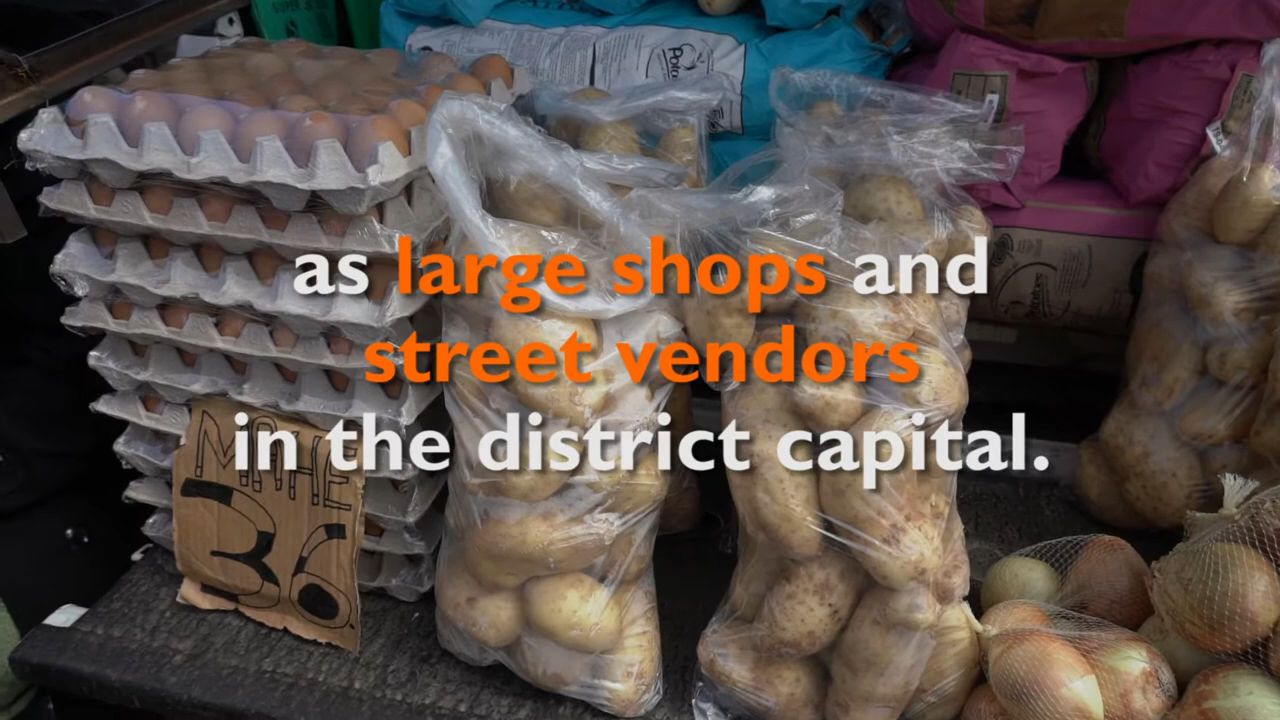 as large shops and
street vendors
in the district capital.
MAHE
36